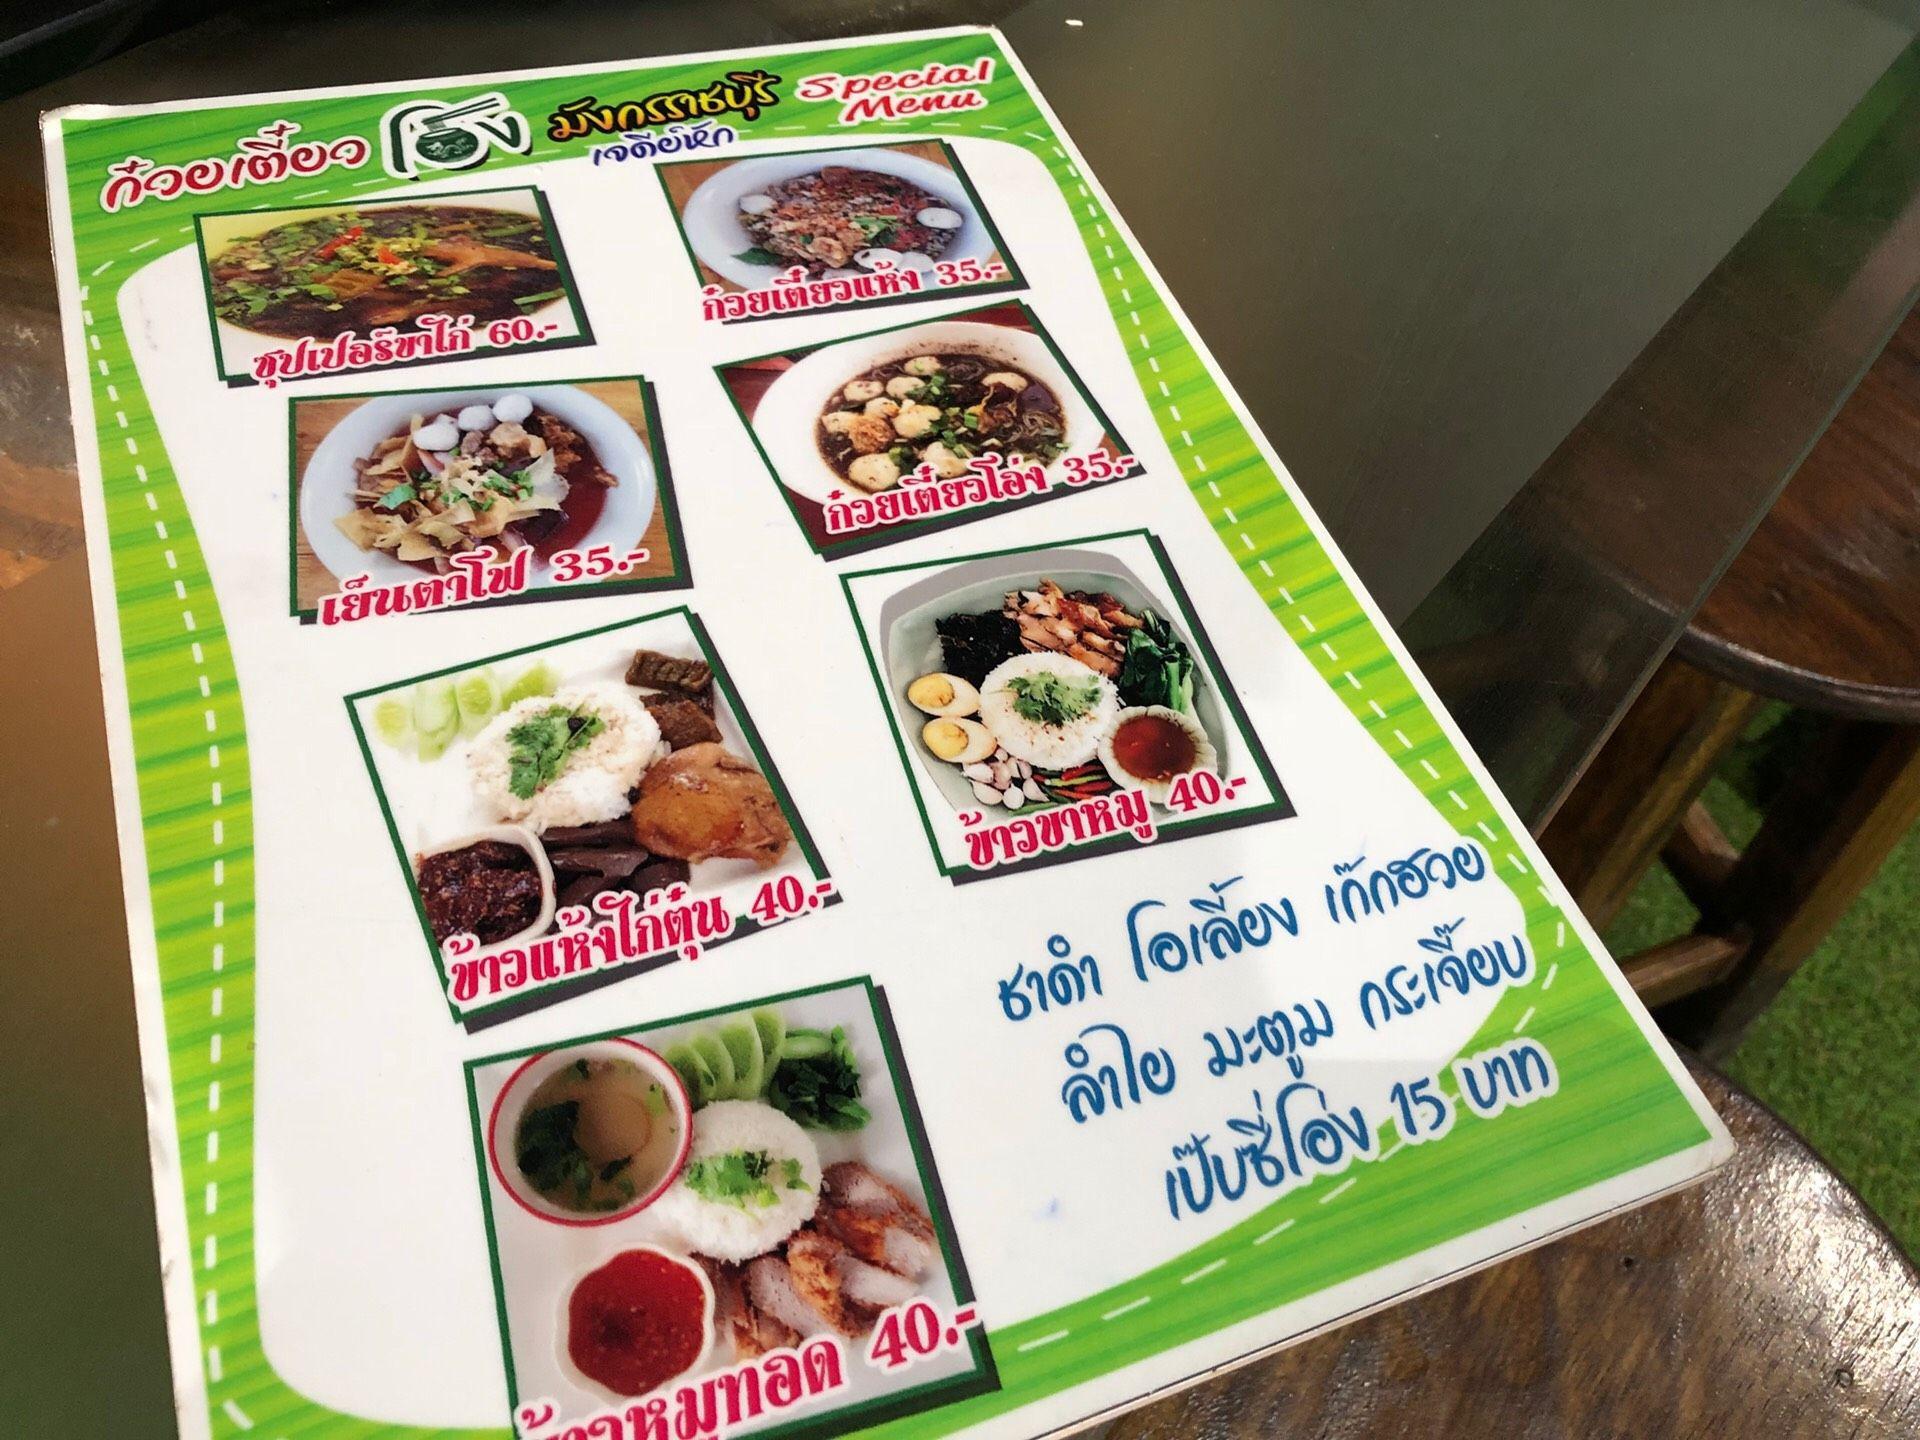 ก๋วยเตี๋ยว โอ่ง มังกรราชบุรี Special Menu
เจดีย์หัก
ซุปเปอร์ขาไก่ 60.-
ก๋วยเตี๋ยวแห้ง 35.-
เย็นตาโฟ 35.-
ก๋วยเตี๋ยวโอ่ง 35.-
ข้าวแห้งไก่ตุ๋น 40.-
ข้าวขาหมู 40.-
ข้าวหมูทอด 40.-
ชาดำ โอเลี้ยง เก๊กฮวย
ลำไย มะตูม กระเจี๊ยบ
เป๊บซี่โอ่ง 15 บาท